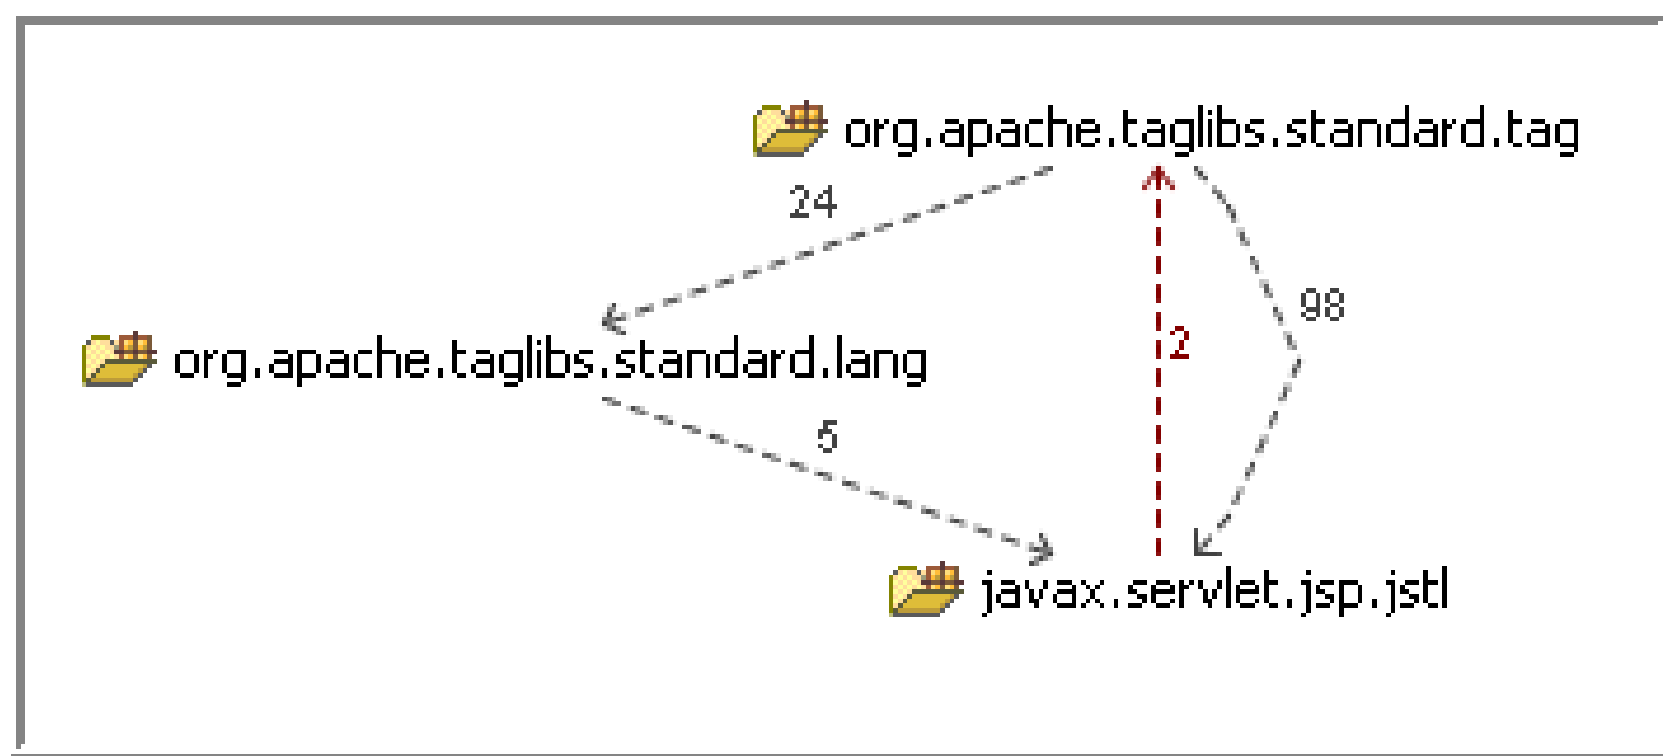 org.apache.taglibs.standard.tag
24
98
2
org.apache.taglibs.standard.lang
5
javax.servlet.jsp.jstl